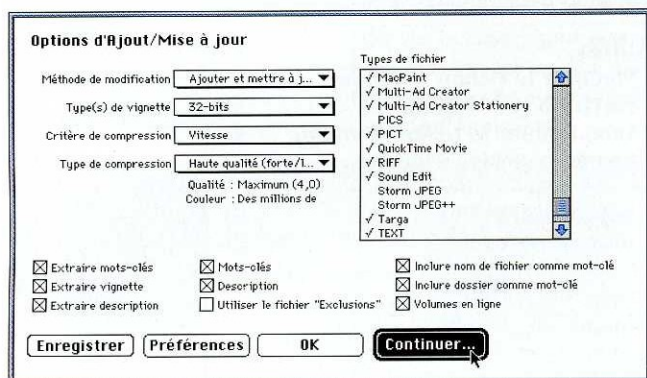 Options d'Ajout/Mise à jour
Méthode de modification Ajouter et mettre à j...
Type(s) de vignette 32-bits
Critère de compression Vitesse
Type de compression Haute qualité (forte/l...
Qualité : Maximum (4,0)
Couleur : Des millions de
Types de fichier
MacPaint
Multi-Ad Creator
Multi-Ad Creator Stationery
PICS
PICT
QuickTime Movie
RIFF
Sound Edit
Storm JPEG
Storm JPEG++
Targa
TEXT
Extraire mots-clés
Extraire vignette
Extraire description
Mots-clés
Description
Utiliser le fichier "Exclusions"
Inclure nom de fichier comme mot-clé
Inclure dossier comme mot-clé
Volumes en ligne
Enregistrer
Préférences
OK
Continuer...